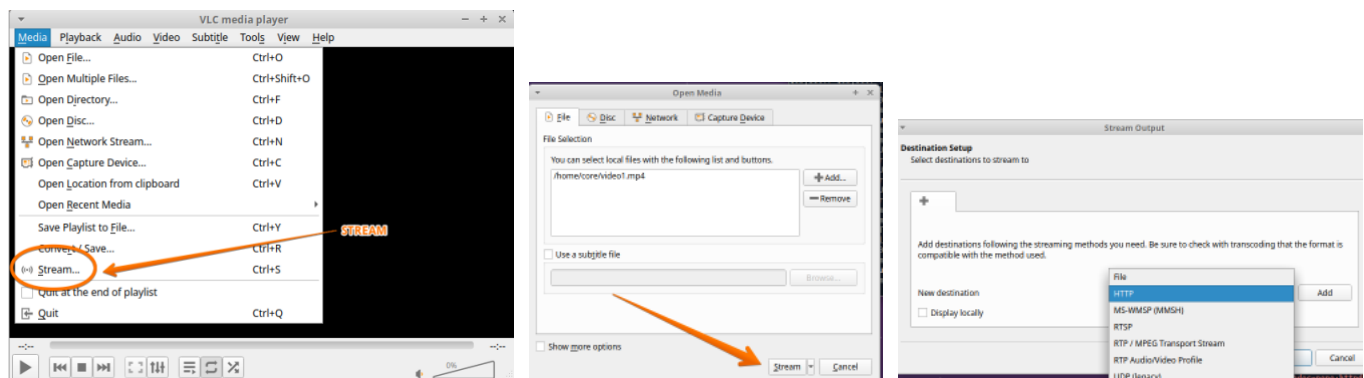 VLC media player
Media Playback Audio Video Subtitle Tools View Help
Open File... Ctrl+O
Open Multiple Files... Ctrl+Shift+O
Open Directory... Ctrl+F
Open Disc... Ctrl+D
Open Network Stream... Ctrl+N
Open Capture Device... Ctrl+C
Open Location from clipboard Ctrl+V
Open Recent Media
Save Playlist to File... Ctrl+Y
Convert / Save... Ctrl+R
Stream... Ctrl+S
Quit at the end of playlist
Quit Ctrl+Q
STREAM
--:-- --:--
0%
Open Media
File Disc Network Capture Device
File Selection
You can select local files with the following list and buttons.
/home/core/video1.mp4
Add...
Remove
Use a subtitle file
Browse...
Show more options
Stream Cancel
Stream Output
Destination Setup
Select destinations to stream to
Add destinations following the streaming methods you need. Be sure to check with transcoding that the format is
compatible with the method used.
New destination
Display locally
File
HTTP
MS-WMSP (MMSH)
RTSP
RTP / MPEG Transport Stream
RTP Audio/Video Profile
UDP (legacy)
Add
Cancel